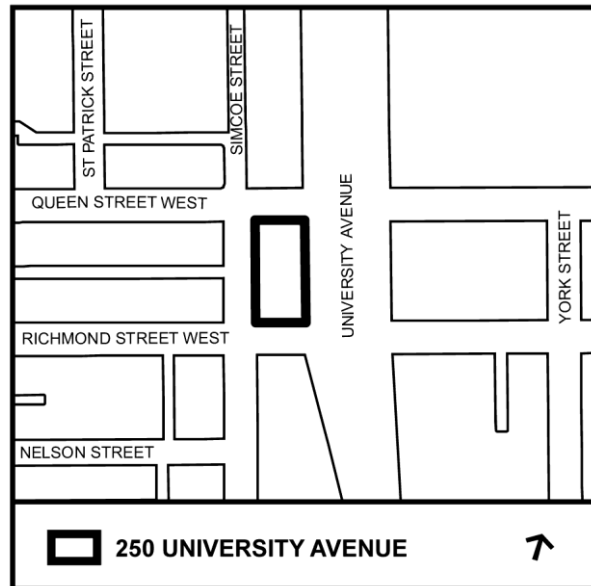 ST PATRICK STREET
SIMCOE STREET
QUEEN STREET WEST
UNIVERSITY AVENUE
YORK STREET
RICHMOND STREET WEST
NELSON STREET
250 UNIVERSITY AVENUE